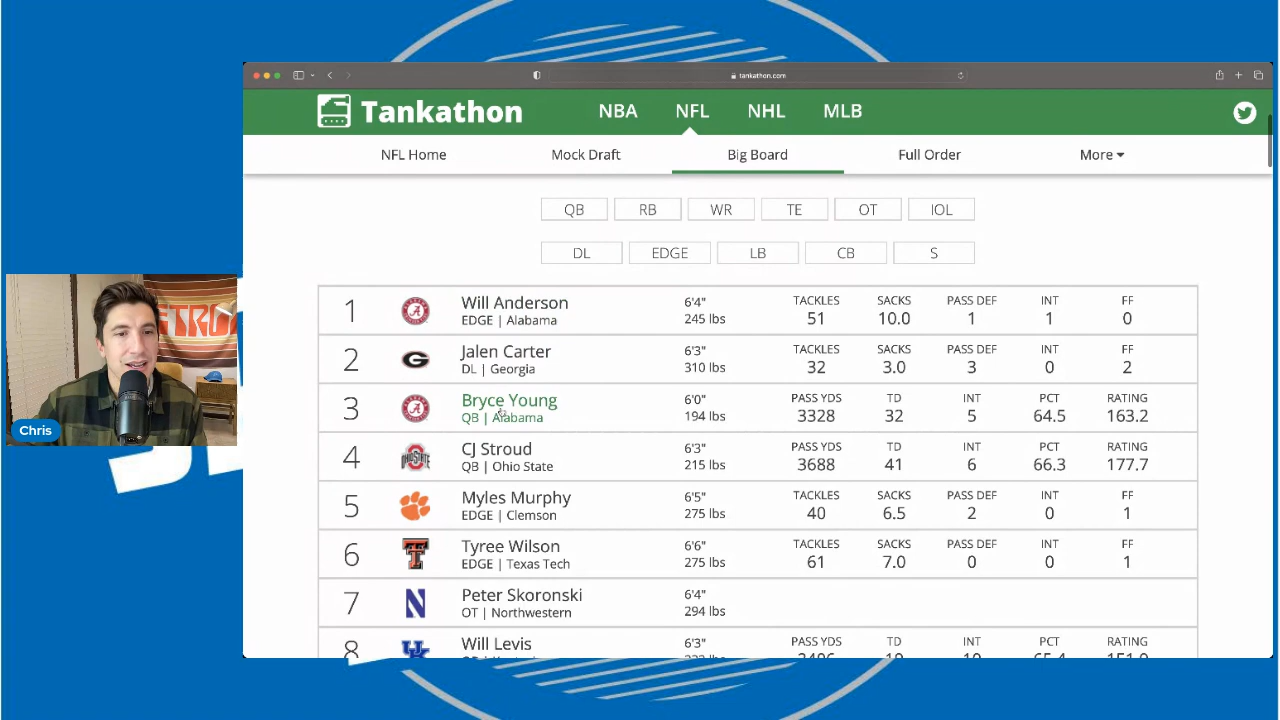 tankathon.com
Tankathon NBA NFL NHL MLB
NFL Home Mock Draft Big Board Full Order More
QB RB WR TE OT IOL
DL EDGE LB CB S
1 Will Anderson 6'4" TACKLES SACKS PASS DEF INT FF
EDGE | Alabama 245 lbs 51 10.0 1 1 0
2 Jalen Carter 6'3" TACKLES SACKS PASS DEF INT FF
DL | Georgia 310 lbs 32 3.0 3 0 2
3 Bryce Young 6'0" PASS YDS TD INT PCT RATING
QB | Alabama 194 lbs 3328 32 5 64.5 163.2
4 CJ Stroud 6'3" PASS YDS TD INT PCT RATING
QB | Ohio State 215 lbs 3688 41 6 66.3 177.7
5 Myles Murphy 6'5" TACKLES SACKS PASS DEF INT FF
EDGE | Clemson 275 lbs 40 6.5 2 0 1
6 Tyree Wilson 6'6" TACKLES SACKS PASS DEF INT FF
EDGE | Texas Tech 275 lbs 61 7.0 0 0 1
7 Peter Skoronski 6'4"
OT | Northwestern 294 lbs
8 Will Levis 6'3" PASS YDS TD INT PCT RATING
Chris